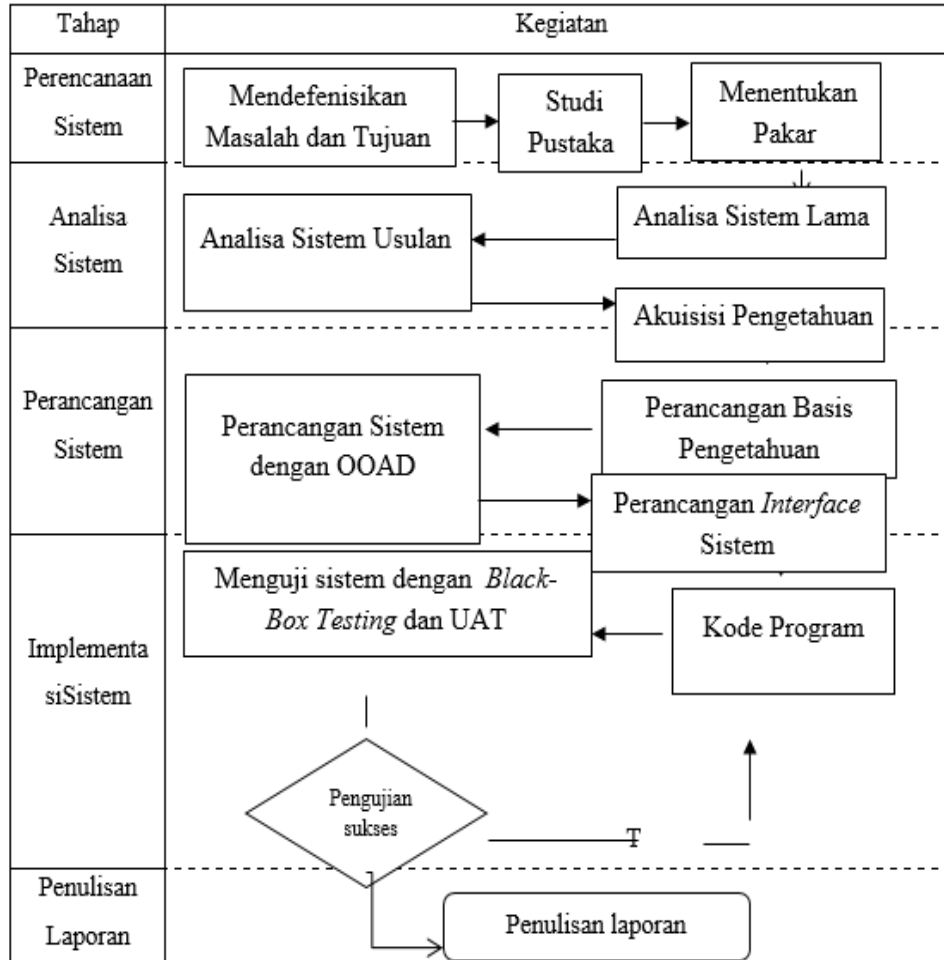 Tahap
Kegiatan
Perencanaan
Sistem
Mendefenisikan
Masalah dan Tujuan
Studi
Pustaka
Menentukan
Pakar
Analisa
Sistem
Analisa Sistem Usulan
Analisa Sistem Lama
Akuisisi Pengetahuan
Perancangan
Sistem
Perancangan Sistem
dengan OOAD
Perancangan Basis
Pengetahuan
Perancangan Interface
Sistem
Implementa
siSistem
Menguji sistem dengan Black-
Box Testing dan UAT
Kode Program
Pengujian
sukses
T
Penulisan
Laporan
Penulisan laporan